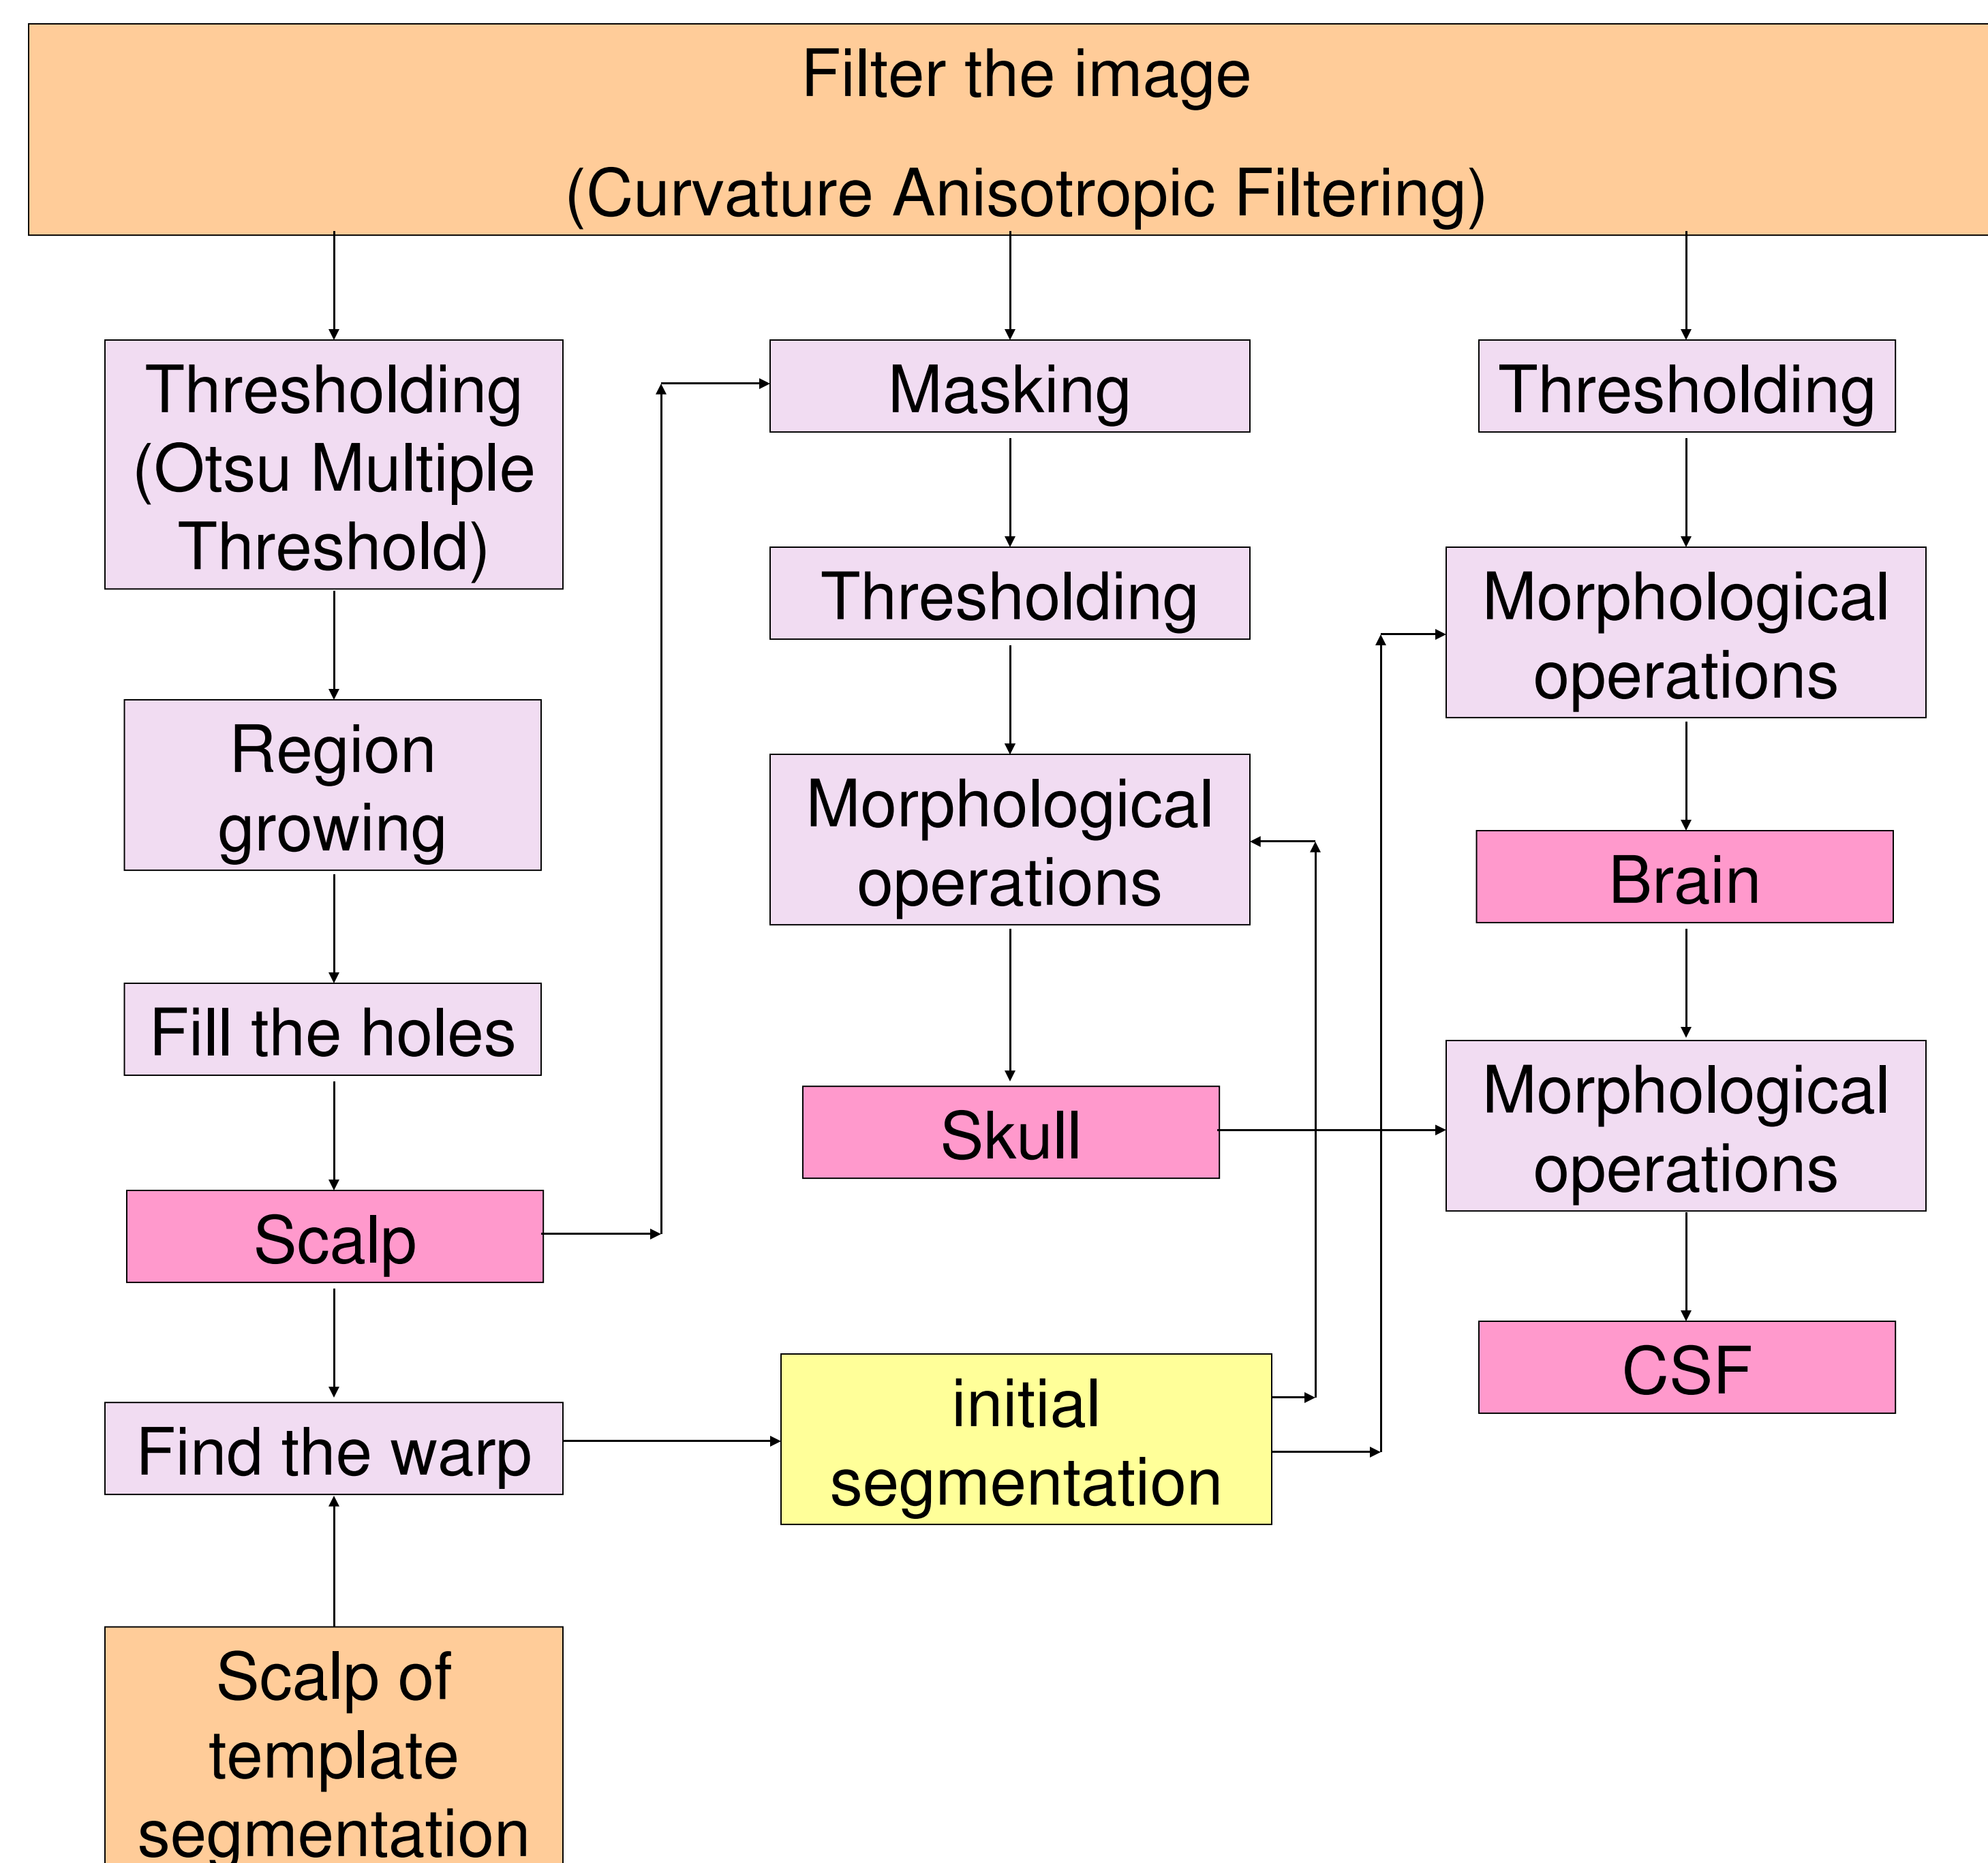 Filter the image
(Curvature Anisotropic Filtering)
Thresholding
(Otsu Multiple
Threshold)
Region
growing
Fill the holes
Scalp
Find the warp
Scalp of
template
segmentation
Masking
Thresholding
Morphological
operations
Skull
initial
segmentation
Thresholding
Morphological
operations
Brain
Morphological
operations
CSF